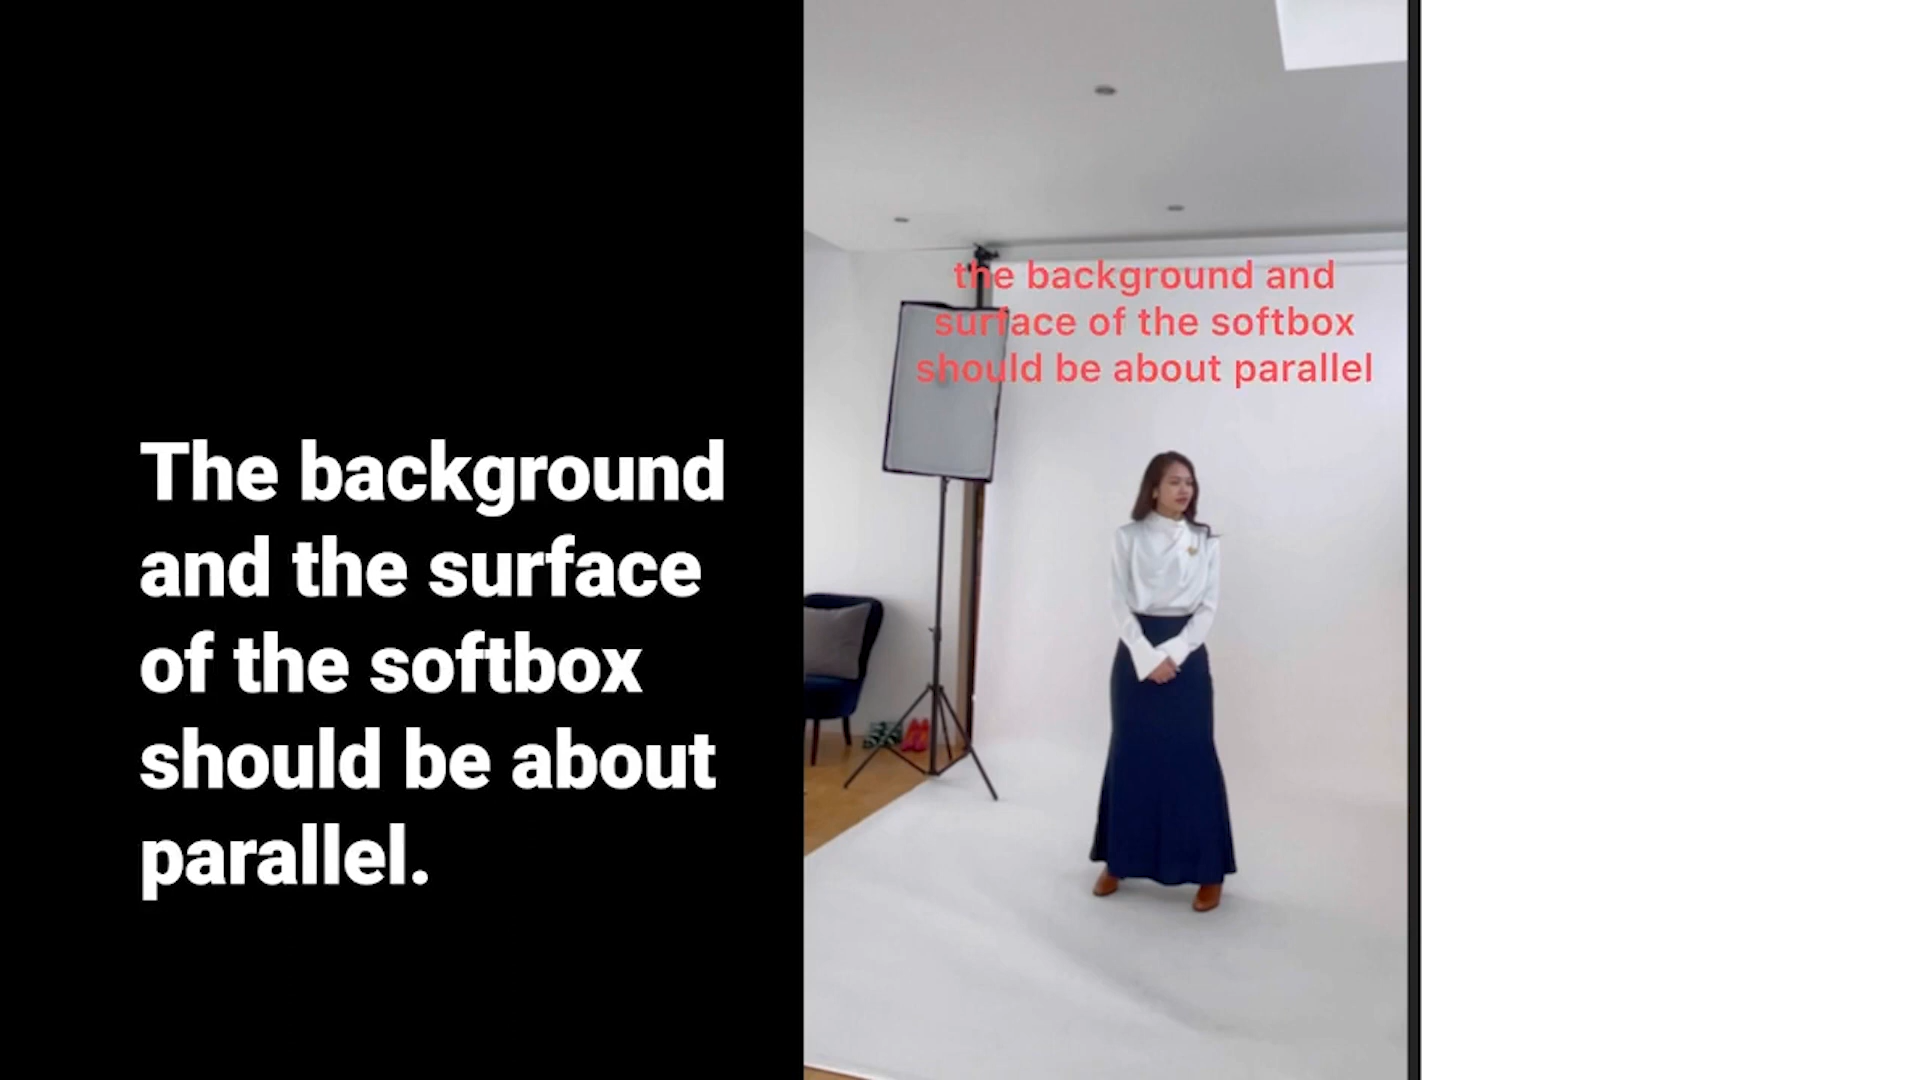 The background
and the surface
of the softbox
should be about
parallel.
the background and
surface of the softbox
should be about parallel